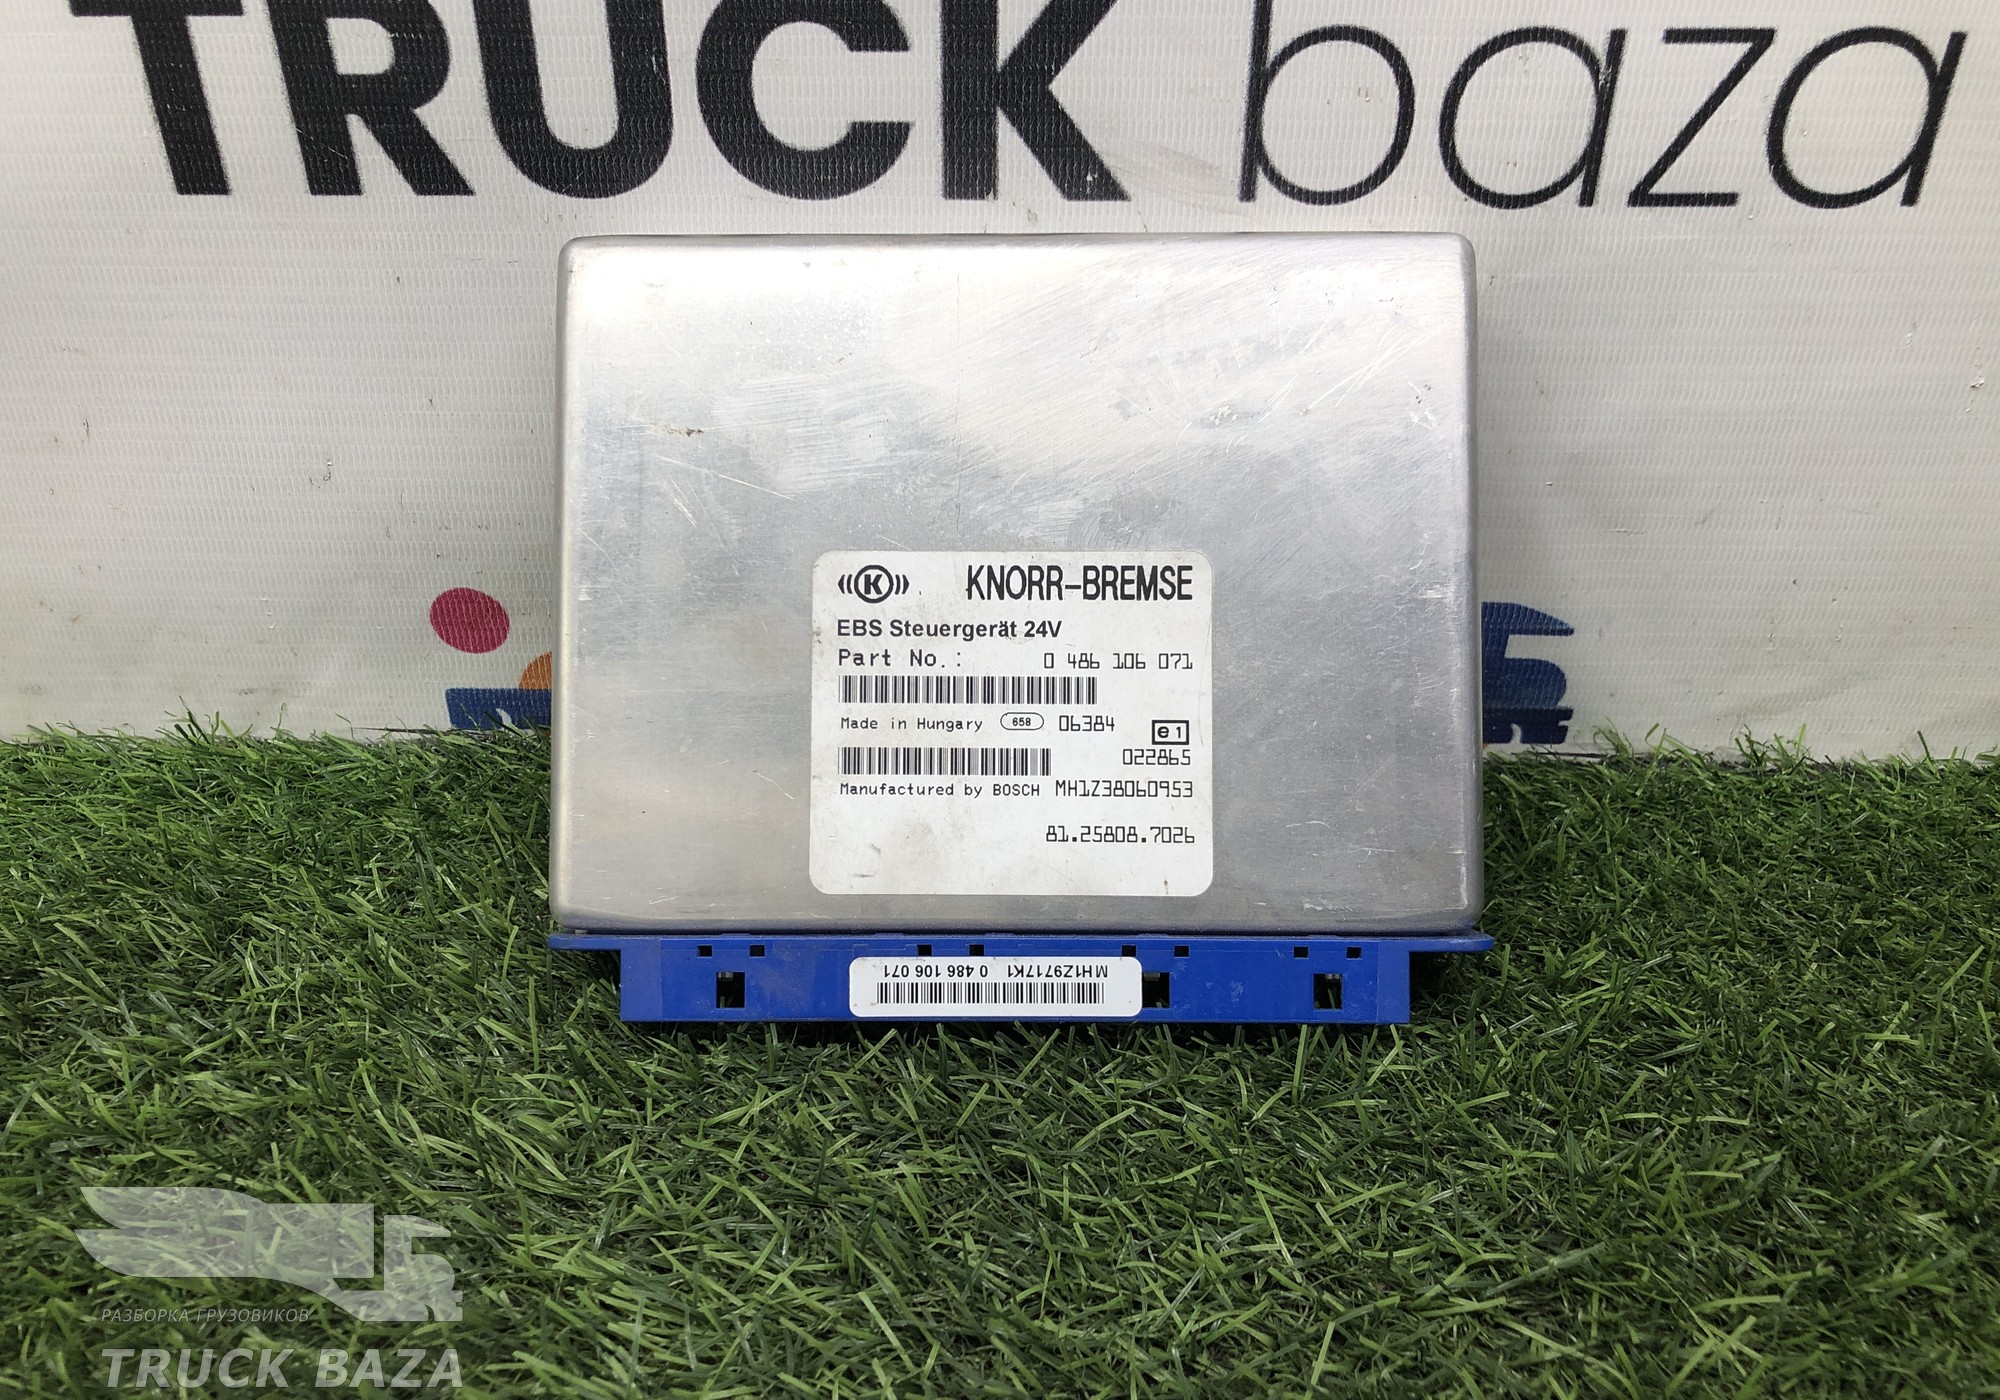 TRUCK baza
K KNORR-BREMSE
EBS Steuergerät 24V
Part No.: 0 486 106 071
Made in Hungary 658 06384
e1
022865
Manufactured by BOSCH MH1Z38060953
81.25808.7026
MH1Z9717K1 0 486 106 071
РАЗБОРКА ГРУЗОВИКОВ
TRUCK BAZA